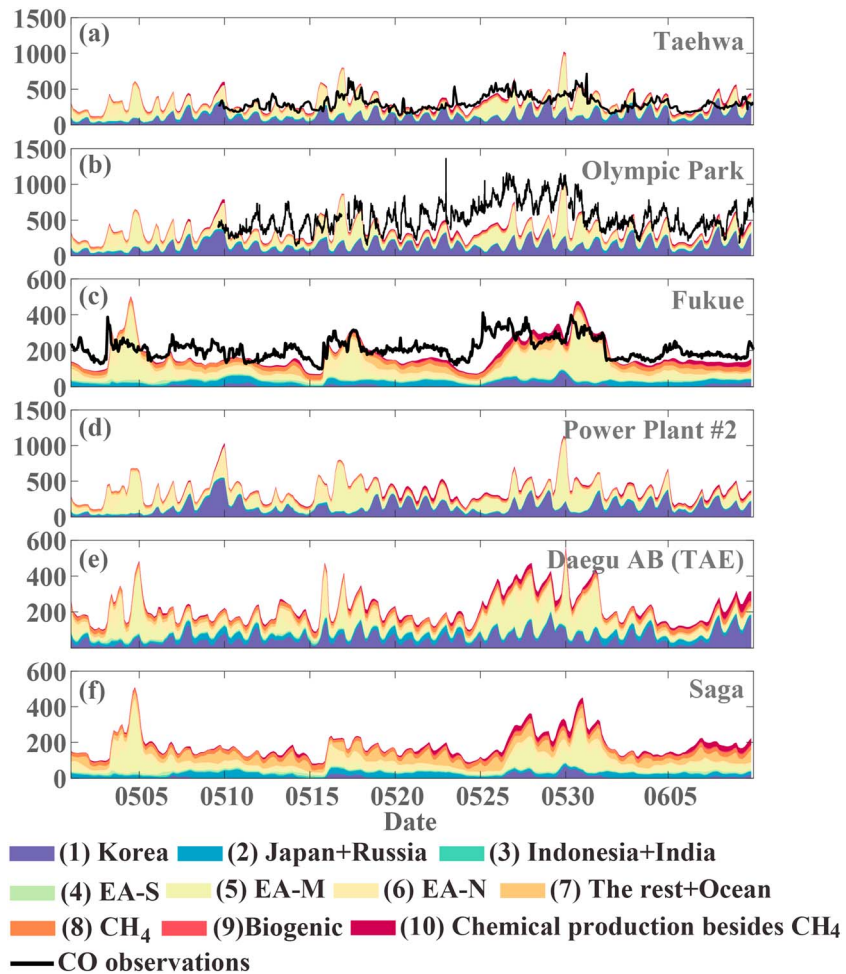 1500
(a)
Taehwa
1000
500
0
1500
(b)
Olympic Park
1000
500
0
600
(c)
Fukue
400
200
0
1500
(d)
Power Plant #2
1000
500
0
600
(e)
Daegu AB (TAE)
400
200
600
(f)
Saga
400
200
0
0505 0510 0515 0520 0525 0530 0605
Date
(1) Korea (2) Japan+Russia (3) Indonesia+India
(4) EA-S (5) EA-M (6) EA-N (7) The rest+Ocean
(8) CH4 (9)Biogenic (10) Chemical production besides CH4
CO observations